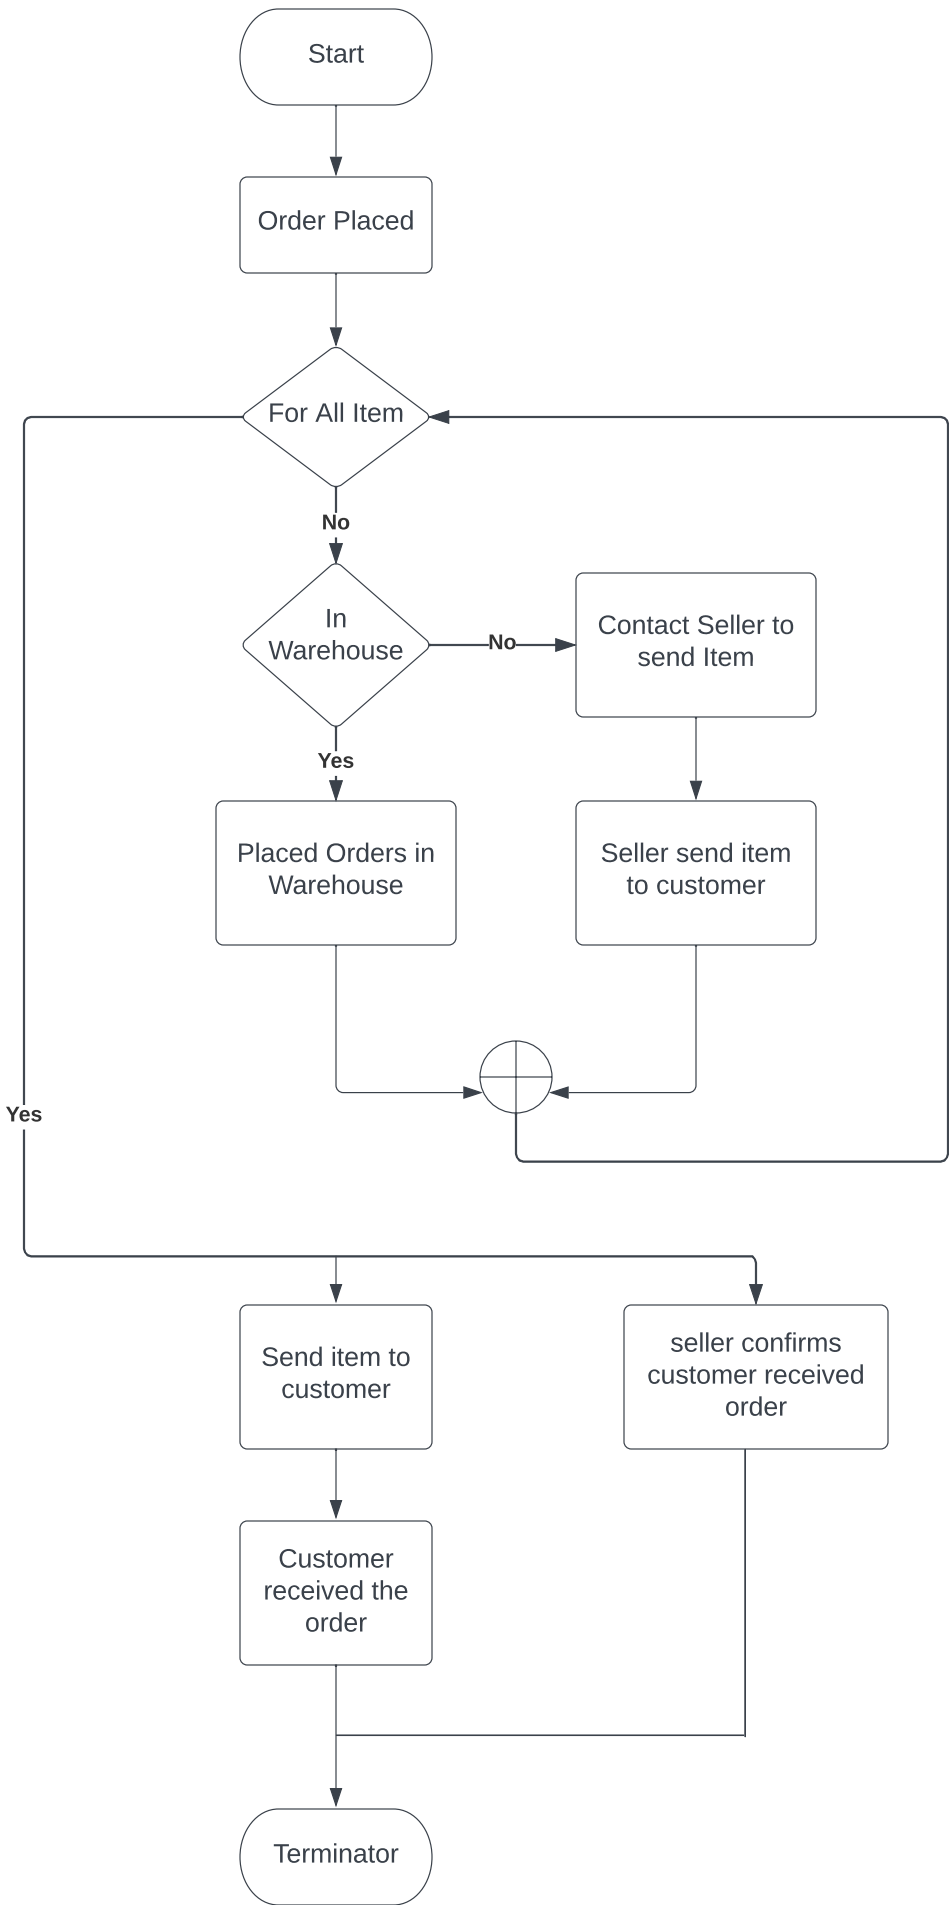 Start
Order Placed
For All Item
No
In
Warehouse
No
Contact Seller to
send Item
Yes
Placed Orders in
Warehouse
Seller send item
to customer
Yes
Send item to
customer
seller confirms
customer received
order
Customer
received the
order
Terminator